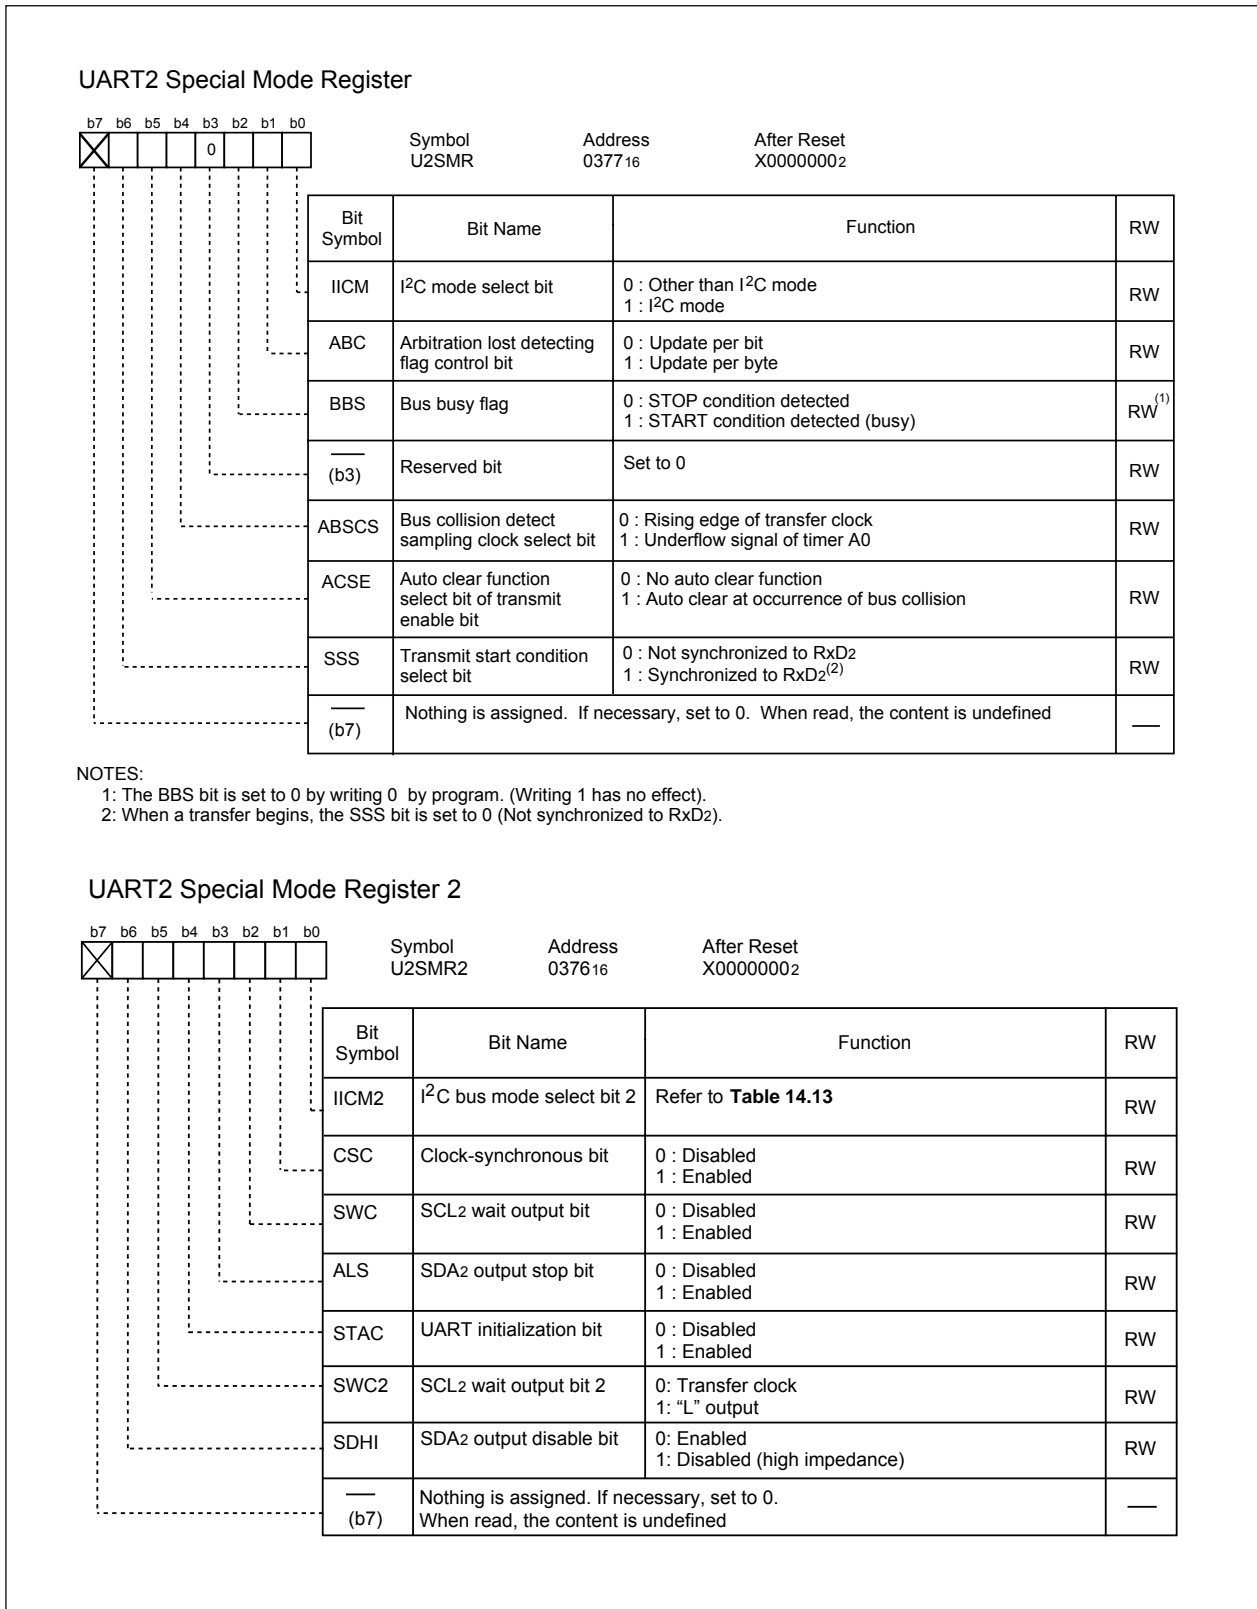 UART2 Special Mode Register
b7 b6 b5 b4 b3 b2 b1 b0
0
Symbol Address After Reset
U2SMR 037716 X00000002
Bit Symbol Bit Name Function RW
IICM I2C mode select bit 0 : Other than I2C mode
1 : I2C mode RW
ABC Arbitration lost detecting flag control bit 0 : Update per bit
1 : Update per byte RW
BBS Bus busy flag 0 : STOP condition detected
1 : START condition detected (busy) RW(1)
(b3) Reserved bit Set to 0 RW
ABSCS Bus collision detect sampling clock select bit 0 : Rising edge of transfer clock
1 : Underflow signal of timer A0 RW
ACSE Auto clear function select bit of transmit enable bit 0 : No auto clear function
1 : Auto clear at occurrence of bus collision RW
SSS Transmit start condition select bit 0 : Not synchronized to RxD2
1 : Synchronized to RxD2(2) RW
(b7) Nothing is assigned. If necessary, set to 0. When read, the content is undefined —
NOTES:
1: The BBS bit is set to 0 by writing 0 by program. (Writing 1 has no effect).
2: When a transfer begins, the SSS bit is set to 0 (Not synchronized to RxD2).
UART2 Special Mode Register 2
b7 b6 b5 b4 b3 b2 b1 b0
Symbol Address After Reset
U2SMR2 037616 X00000002
Bit Symbol Bit Name Function RW
IICM2 I2C bus mode select bit 2 Refer to Table 14.13 RW
CSC Clock-synchronous bit 0 : Disabled
1 : Enabled RW
SWC SCL2 wait output bit 0 : Disabled
1 : Enabled RW
ALS SDA2 output stop bit 0 : Disabled
1 : Enabled RW
STAC UART initialization bit 0 : Disabled
1 : Enabled RW
SWC2 SCL2 wait output bit 2 0: Transfer clock
1: “L” output RW
SDHI SDA2 output disable bit 0: Enabled
1: Disabled (high impedance) RW
(b7) Nothing is assigned. If necessary, set to 0.
When read, the content is undefined —